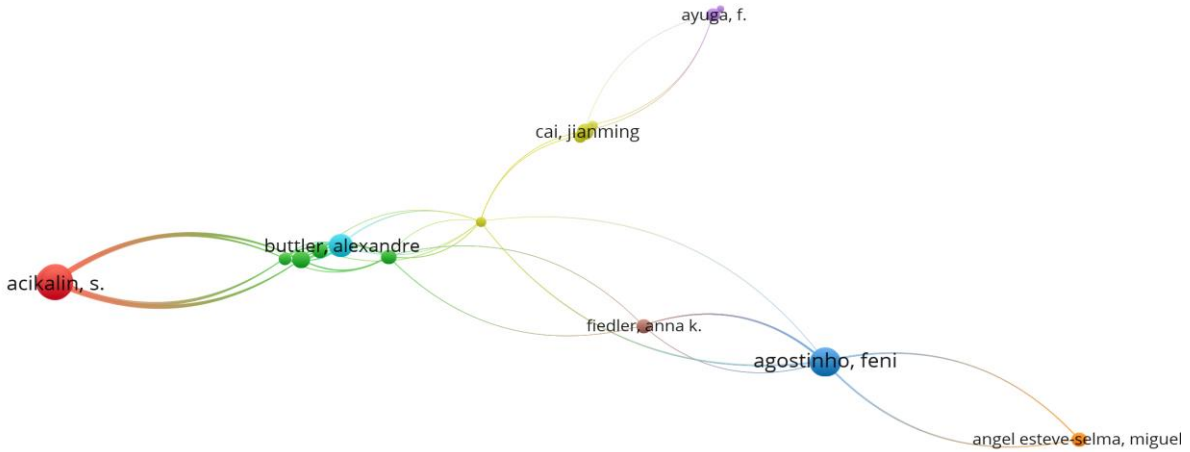 ayuga, f.
cai, jianming
buttler, alexandre
acikalin, s.
fiedler, anna k.
agostinho, feni
angel esteve-selma, miguel